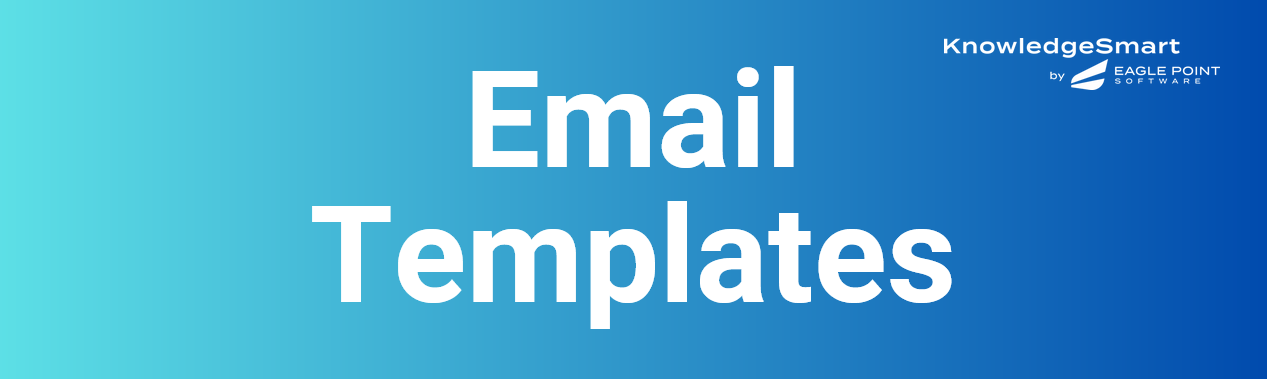 KnowledgeSmart
by EAGLE POINT
SOFTWARE
Email
Templates